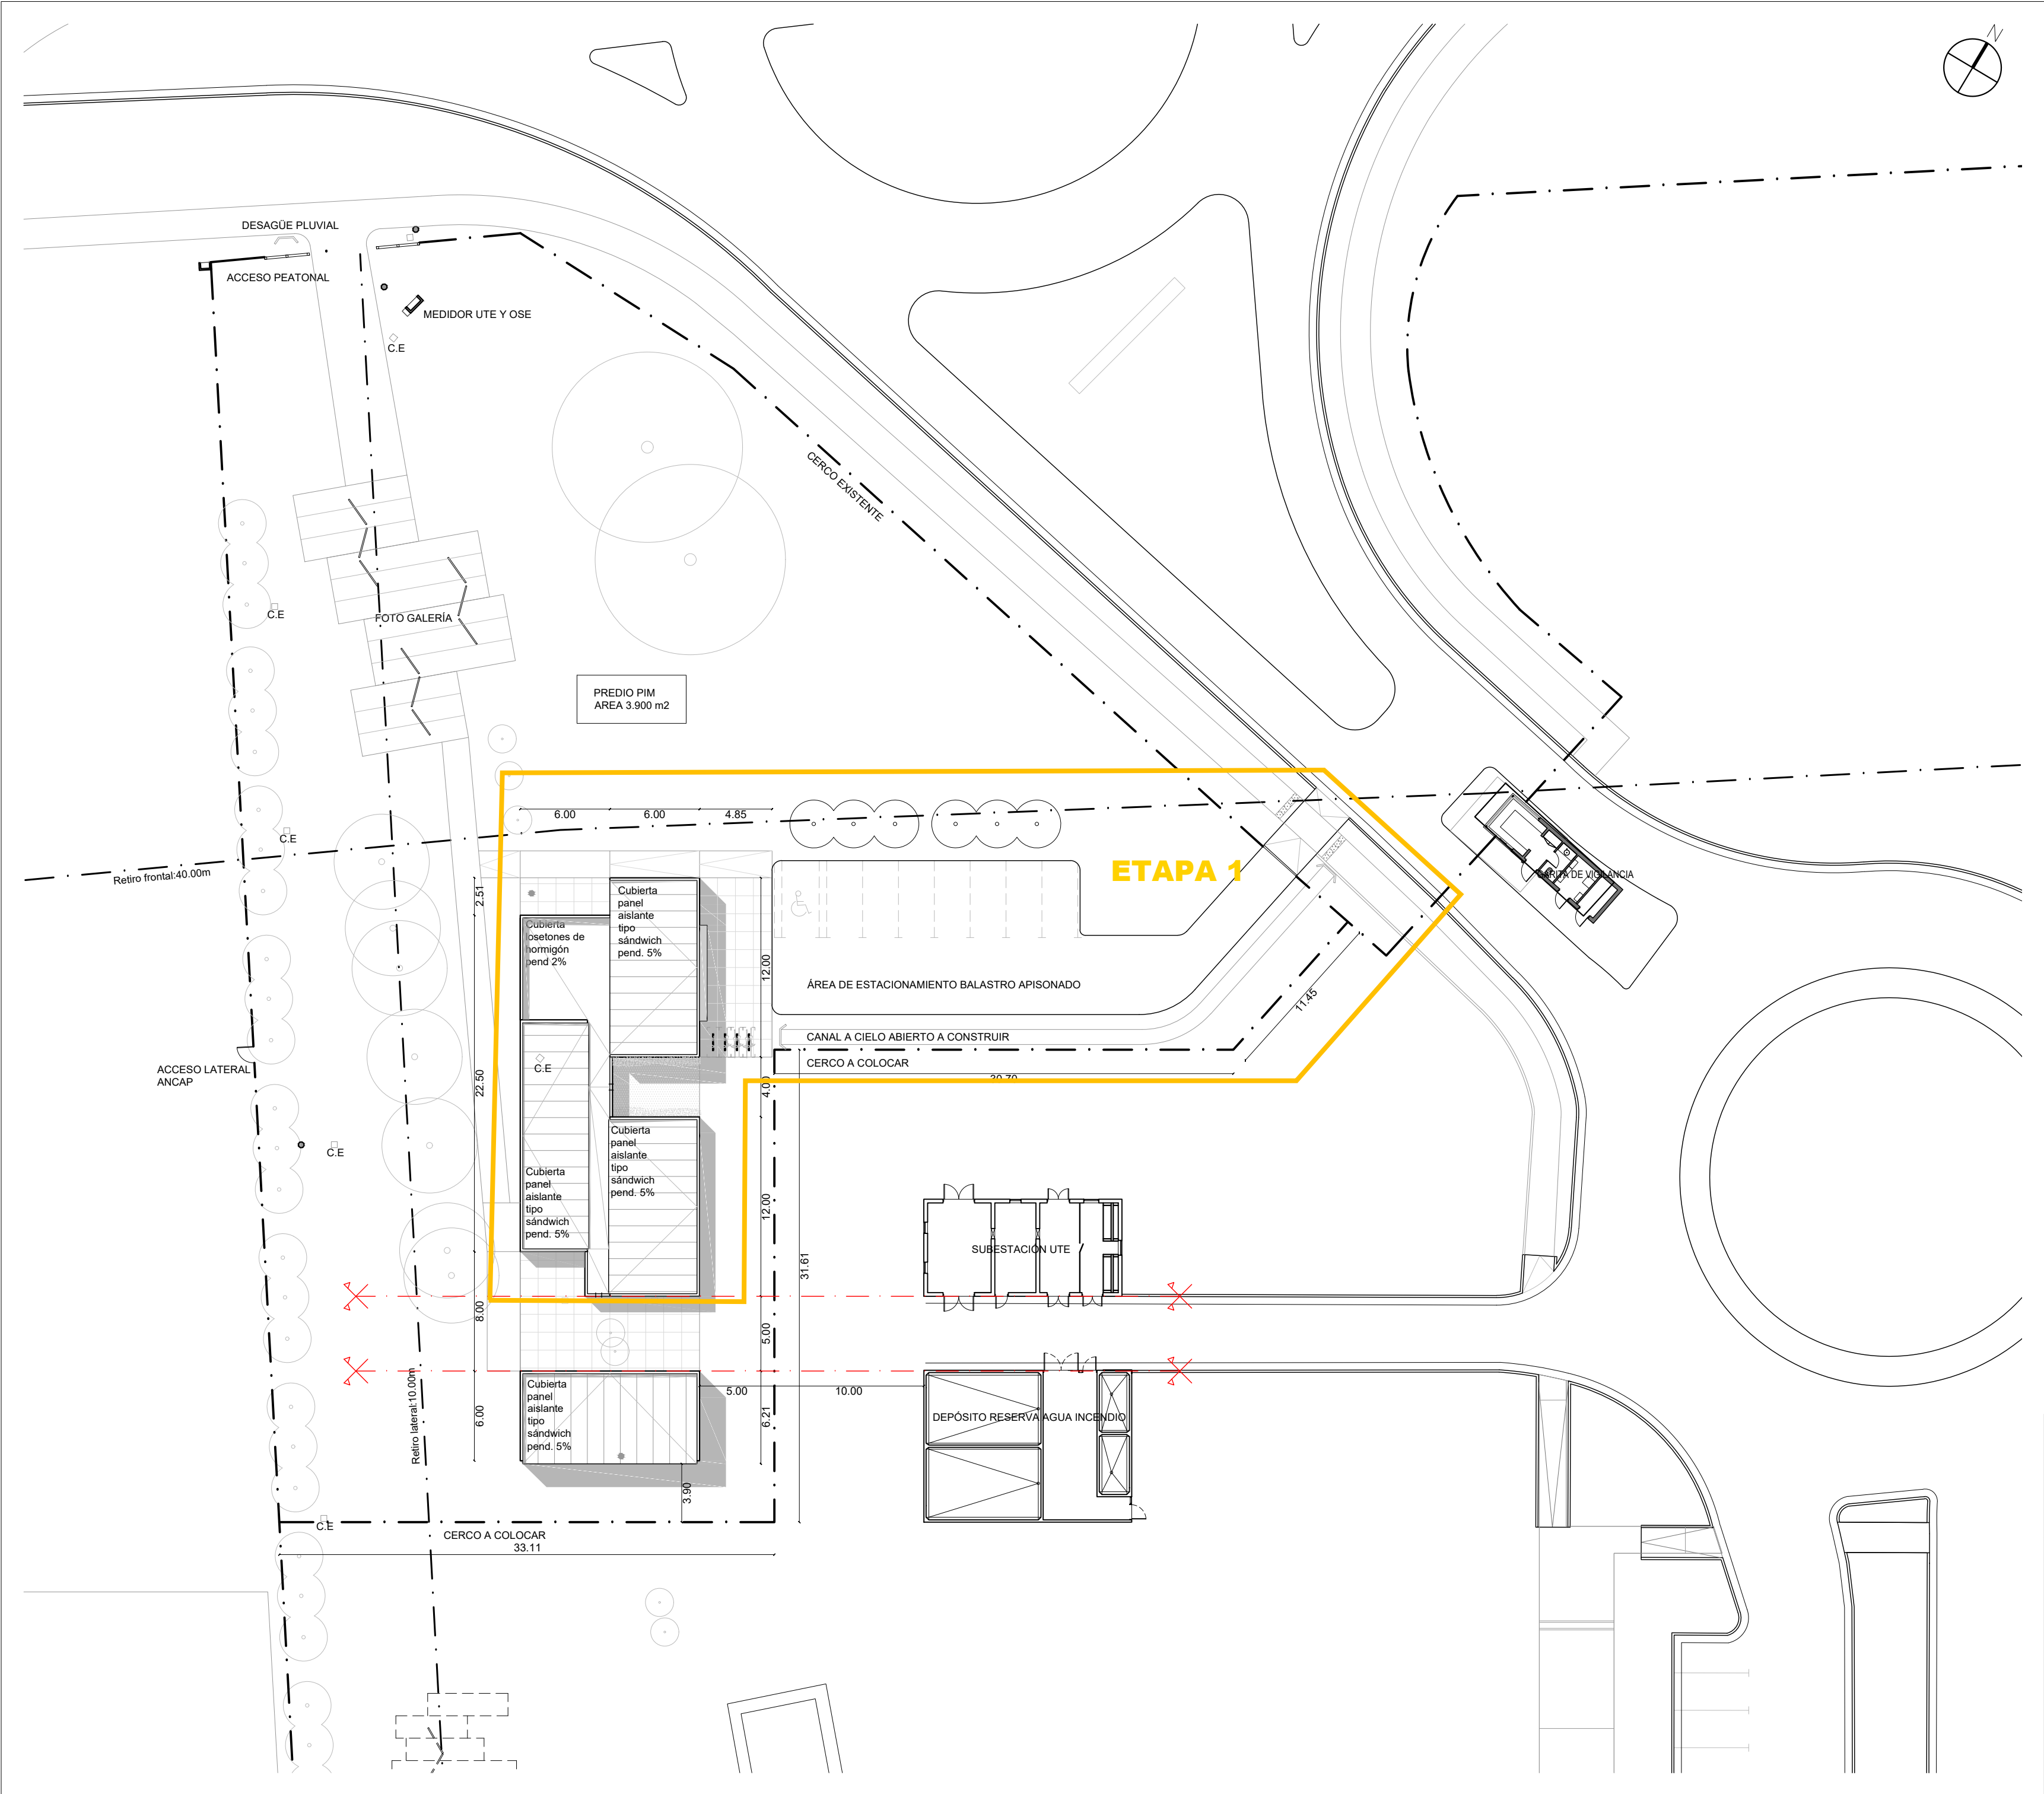 N
DESAGÜE PLUVIAL
ACCESO PEATONAL
MEDIDOR UTE Y OSE
C.E
CERCO EXISTENTE
C.E
FOTO GALERÍA
PREDIO PIM
AREA 3.900 m2
6.00
6.00
4.85
C.E
Retiro frontal:40.00m
ETAPA 1
GARITA DE VIGILANCIA
2.51
Cubierta
panel
aislante
tipo
sándwich
pend. 5%
Cubierta
losetones de
hormigón
pend 2%
12.00
ÁREA DE ESTACIONAMIENTO BALASTRO APISONADO
11.45
CANAL A CIELO ABIERTO A CONSTRUIR
CERCO A COLOCAR
30.70
ACCESO LATERAL
ANCAP
C.E
22.50
4.00
C.E
Cubierta
panel
aislante
tipo
sándwich
pend. 5%
Cubierta
panel
aislante
tipo
sándwich
pend. 5%
12.00
31.61
SUBESTACIÓN UTE
8.00
5.00
Retiro lateral:10.00m
Cubierta
panel
aislante
tipo
sándwich
pend. 5%
6.00
5.00
10.00
6.21
DEPÓSITO RESERVA AGUA INCENDIO
3.90
C.E
CERCO A COLOCAR
33.11